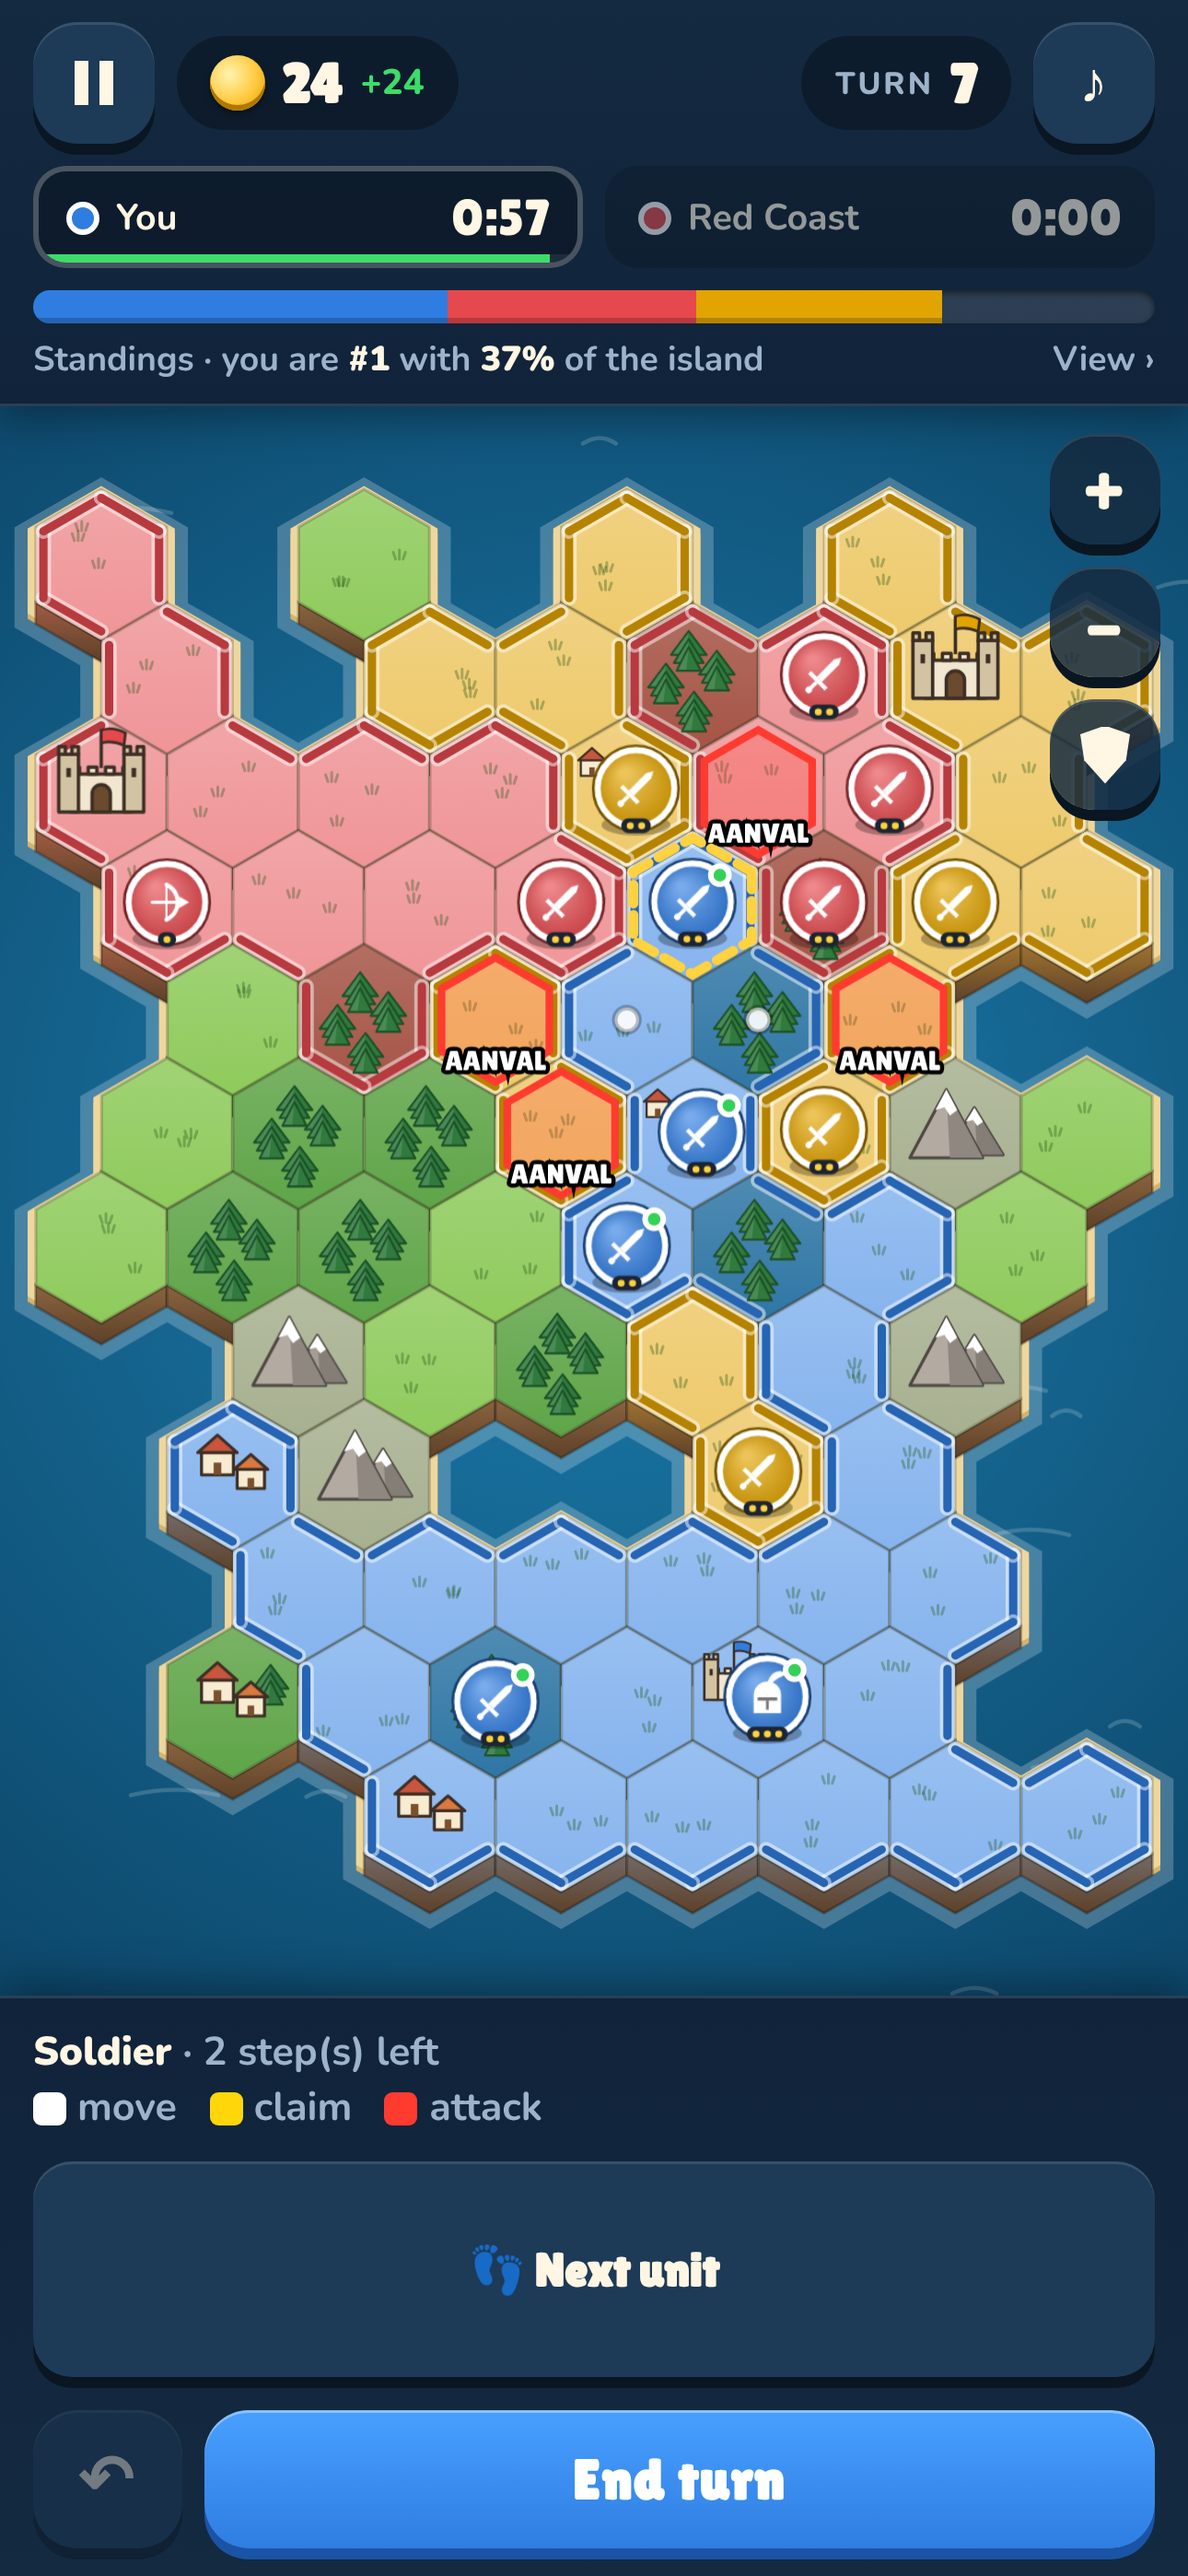 24 +24
TURN 7
♪
You 0:57
Red Coast 0:00
Standings · you are #1 with 37% of the island
View ›
+
-
AANVAL
AANVAL
AANVAL
AANVAL
Soldier · 2 step(s) left
move claim attack
Next unit
End turn